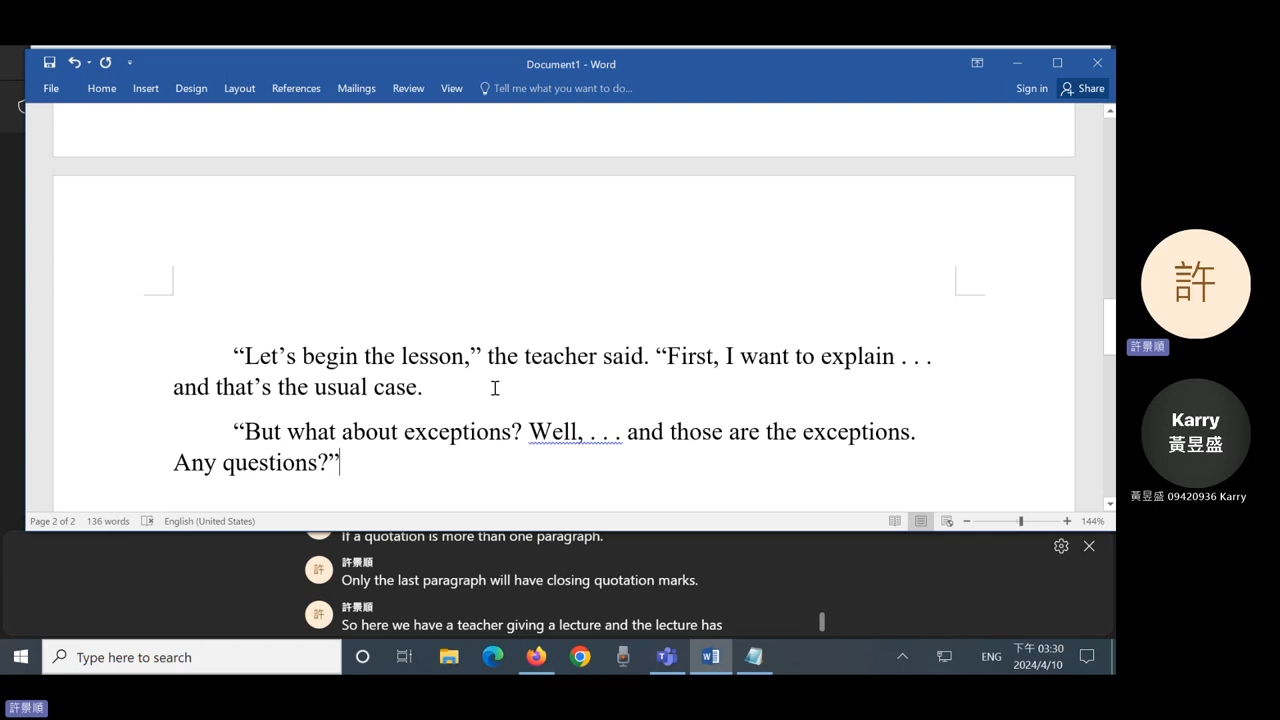 Document1 - Word
File Home Insert Design Layout References Mailings Review View Tell me what you want to do... Sign in Share
“Let’s begin the lesson,” the teacher said. “First, I want to explain . . .
and that’s the usual case.
“But what about exceptions? Well, . . . and those are the exceptions.
Any questions?”
Page 2 of 2 136 words English (United States) 144%
If a quotation is more than one paragraph.
許 許景順
Only the last paragraph will have closing quotation marks.
許 許景順
So here we have a teacher giving a lecture and the lecture has
Type here to search
ENG
下午 03:30
2024/4/10
許
許景順
Karry
黃昱盛
黃昱盛 09420936 Karry
許景順